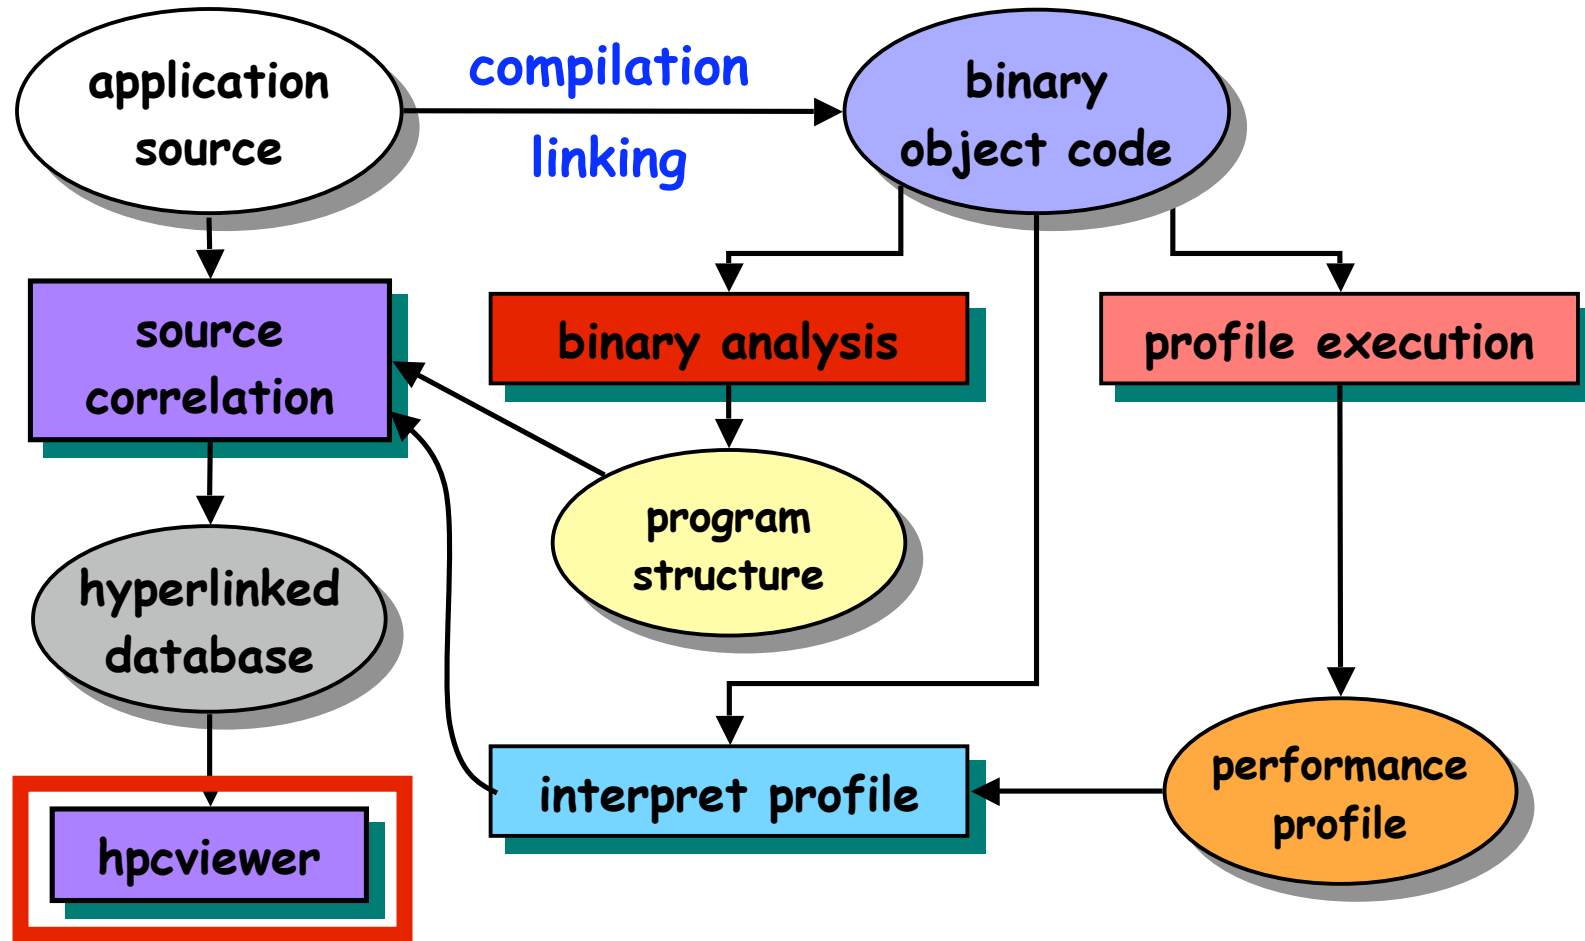 application
source
compilation
linking
binary
object code
source
correlation
binary analysis
profile execution
program
structure
hyperlinked
database
interpret profile
performance
profile
hpcviewer